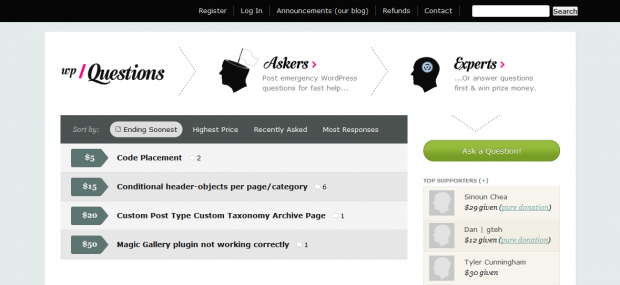 Register Log In Announcements (our blog) Refunds Contact Search
wp / Questions
Askers >
Post emergency WordPress
questions for fast help...
Experts >
...Or answer questions
first & win prize money.
Sort by: Ending Soonest Highest Price Recently Asked Most Responses
$5 Code Placement 2
$15 Conditional header-objects per page/category 6
$20 Custom Post Type Custom Taxonomy Archive Page 1
$50 Magic Gallery plugin not working correctly 1
Ask a Question!
TOP SUPPORTERS (+)
Sinoun Chea
$29 given (pure donation)
Dan | gteh
$12 given (pure donation)
Tyler Cunningham
$30 given